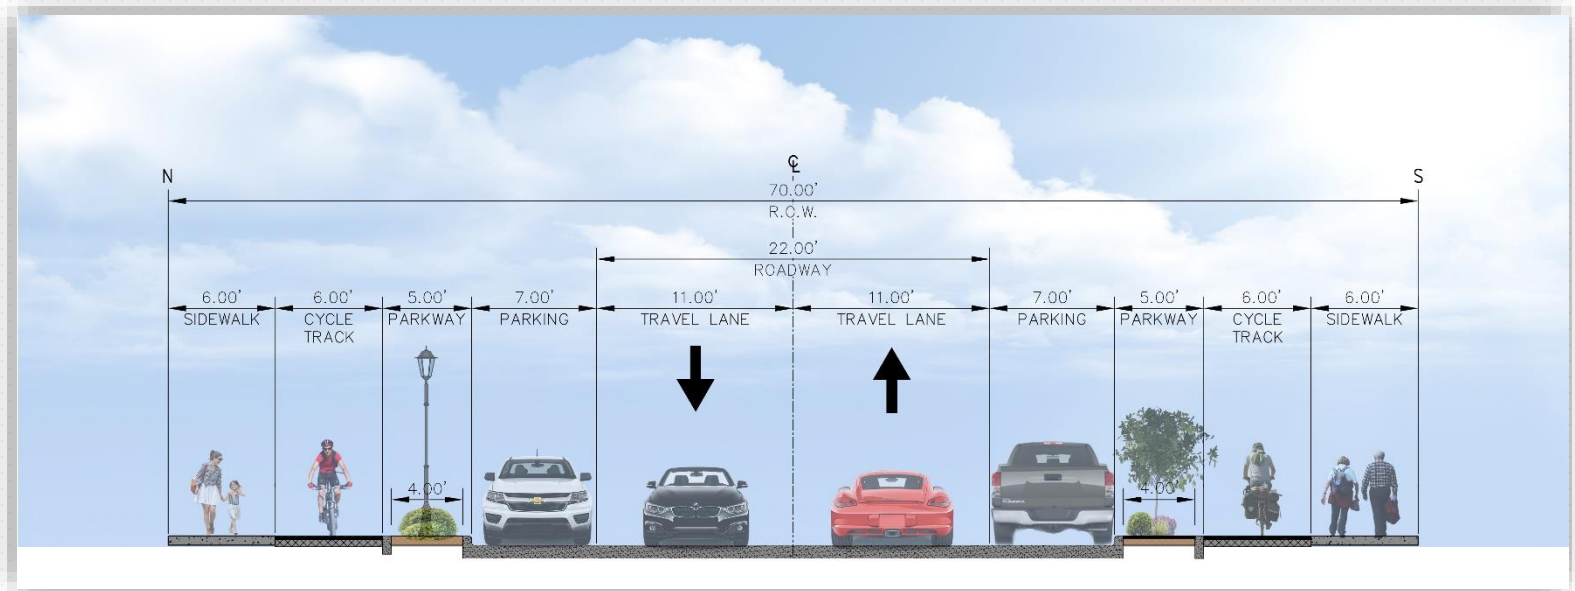 N
℄
S
70.00'
R.O.W.
22.00'
ROADWAY
6.00' 6.00' 5.00' 7.00' 11.00' 11.00' 7.00' 5.00' 6.00' 6.00'
SIDEWALK CYCLE PARKWAY PARKING TRAVEL LANE TRAVEL LANE PARKING PARKWAY CYCLE SIDEWALK
TRACK TRACK
4.00' 4.00'